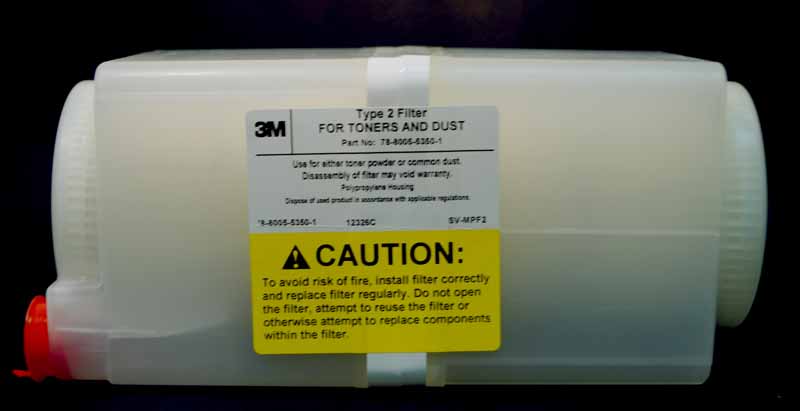 3M
Type 2 Filter
FOR TONERS AND DUST
Part No: 78-8005-5350-1
Use for either toner powder or common dust.
Disassembly of filter may void warranty.
Polypropylene Housing
Dispose of used product in accordance with applicable regulations.
78-8005-5350-1 12326C SV-MPF2
CAUTION:
To avoid risk of fire, install filter correctly
and replace filter regularly. Do not open
the filter, attempt to reuse the filter or
otherwise attempt to replace components
within the filter.